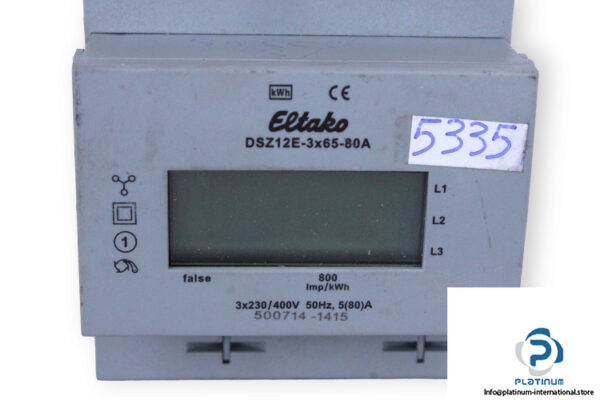 kWh CE
Eltako
DSZ12E-3x65-80A
5335
L1
L2
L3
1
false
800
Imp/kWh
3x230/400V 50Hz, 5(80)A
500714 -1415
PLATINUM
Info@platinum-international.store